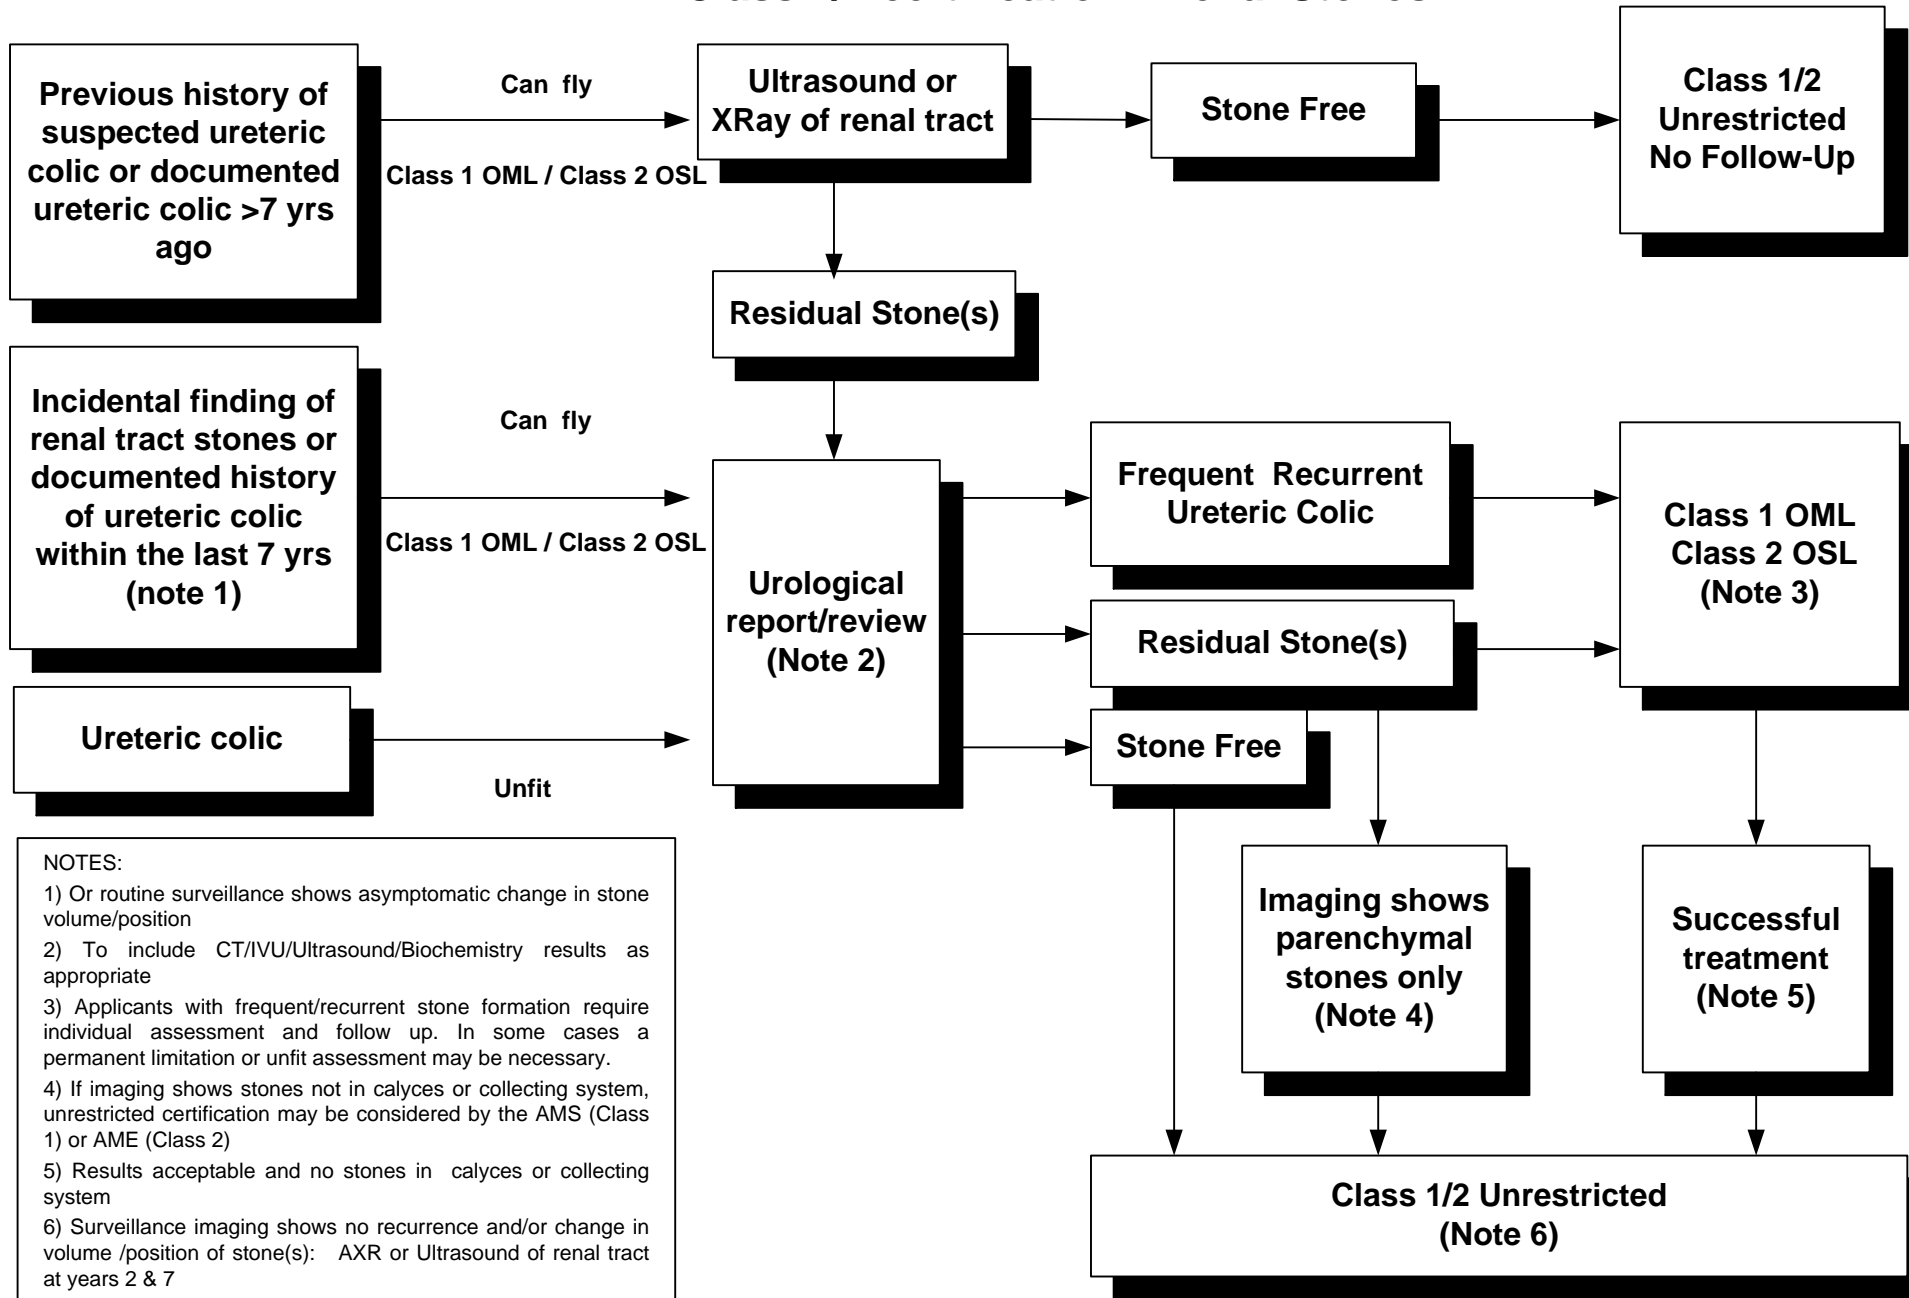 Previous history of
suspected ureteric
colic or documented
ureteric colic >7 yrs
ago
Can fly
Class 1 OML / Class 2 OSL
Ultrasound or
XRay of renal tract
Stone Free
Class 1/2
Unrestricted
No Follow-Up
Residual Stone(s)
Incidental finding of
renal tract stones or
documented history
of ureteric colic
within the last 7 yrs
(note 1)
Can fly
Class 1 OML / Class 2 OSL
Urological
report/review
(Note 2)
Frequent Recurrent
Ureteric Colic
Class 1 OML
Class 2 OSL
(Note 3)
Residual Stone(s)
Ureteric colic
Unfit
Stone Free
Imaging shows
parenchymal
stones only
(Note 4)
Successful
treatment
(Note 5)
Class 1/2 Unrestricted
(Note 6)
NOTES:
1) Or routine surveillance shows asymptomatic change in stone
volume/position
2) To include CT/IVU/Ultrasound/Biochemistry results as
appropriate
3) Applicants with frequent/recurrent stone formation require
individual assessment and follow up. In some cases a
permanent limitation or unfit assessment may be necessary.
4) If imaging shows stones not in calyces or collecting system,
unrestricted certification may be considered by the AMS (Class
1) or AME (Class 2)
5) Results acceptable and no stones in calyces or collecting
system
6) Surveillance imaging shows no recurrence and/or change in
volume /position of stone(s): AXR or Ultrasound of renal tract
at years 2 & 7